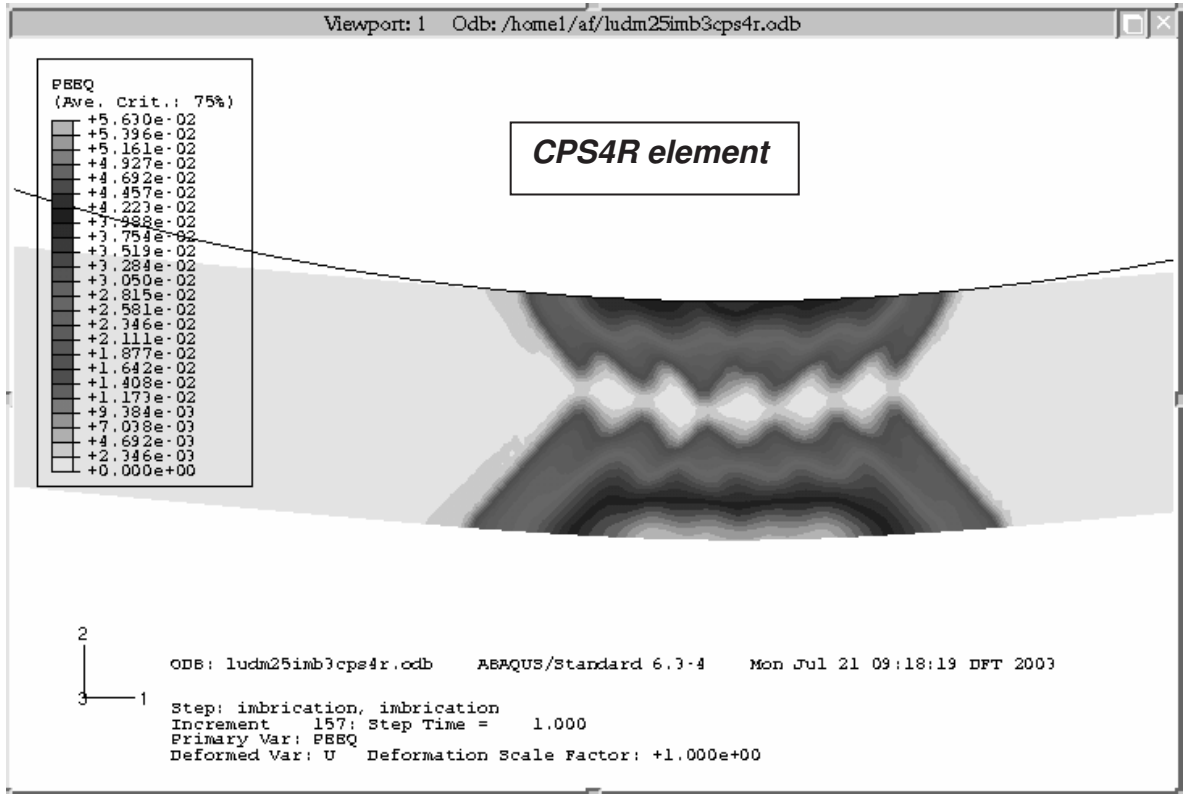 Viewport: 1 Odb: /home1/af/ludm25imb3cps4r.odb
PEEQ
(Ave. Crit.: 75%)
+5.630e-02
+5.396e-02
+5.161e-02
+4.927e-02
+4.692e-02
+4.457e-02
+4.223e-02
+3.988e-02
+3.754e-02
+3.519e-02
+3.284e-02
+3.050e-02
+2.815e-02
+2.581e-02
+2.346e-02
+2.111e-02
+1.877e-02
+1.642e-02
+1.408e-02
+1.173e-02
+9.384e-03
+7.038e-03
+4.692e-03
+2.346e-03
+0.000e+00
CPS4R element
2
3 1
ODB: ludm25imb3cps4r.odb ABAQUS/Standard 6.3-4 Mon Jul 21 09:18:19 DFT 2003
Step: imbrication, imbrication
Increment 157: Step Time = 1.000
Primary Var: PEEQ
Deformed Var: U Deformation Scale Factor: +1.000e+00